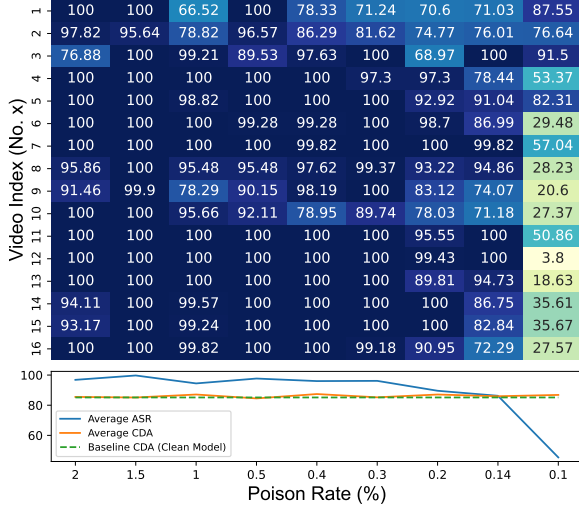 Video Index (No. x)
1 100 100 66.52 100 78.33 71.24 70.6 71.03 87.55
2 97.82 95.64 78.82 96.57 86.29 81.62 74.77 76.01 76.64
3 76.88 100 99.21 89.53 97.63 100 68.97 100 91.5
4 100 100 100 100 100 97.3 97.3 78.44 53.37
5 100 100 98.82 100 100 100 92.92 91.04 82.31
6 100 100 100 99.28 99.28 100 98.7 86.99 29.48
7 100 100 100 100 99.82 100 100 99.82 57.04
8 95.86 100 95.48 95.48 97.62 99.37 93.22 94.86 28.23
9 91.46 99.9 78.29 90.15 98.19 100 83.12 74.07 20.6
10 100 100 95.66 92.11 78.95 89.74 78.03 71.18 27.37
11 100 100 100 100 100 100 95.55 100 50.86
12 100 100 100 100 100 100 99.43 100 3.8
13 100 100 100 100 100 100 89.81 94.73 18.63
14 94.11 100 99.57 100 100 100 100 86.75 35.61
15 93.17 100 99.24 100 100 100 100 82.84 35.67
16 100 100 99.82 100 100 99.18 90.95 72.29 27.57
100
80
60
Average ASR
Average CDA
Baseline CDA (Clean Model)
2 1.5 1 0.5 0.4 0.3 0.2 0.14 0.1
Poison Rate (%)